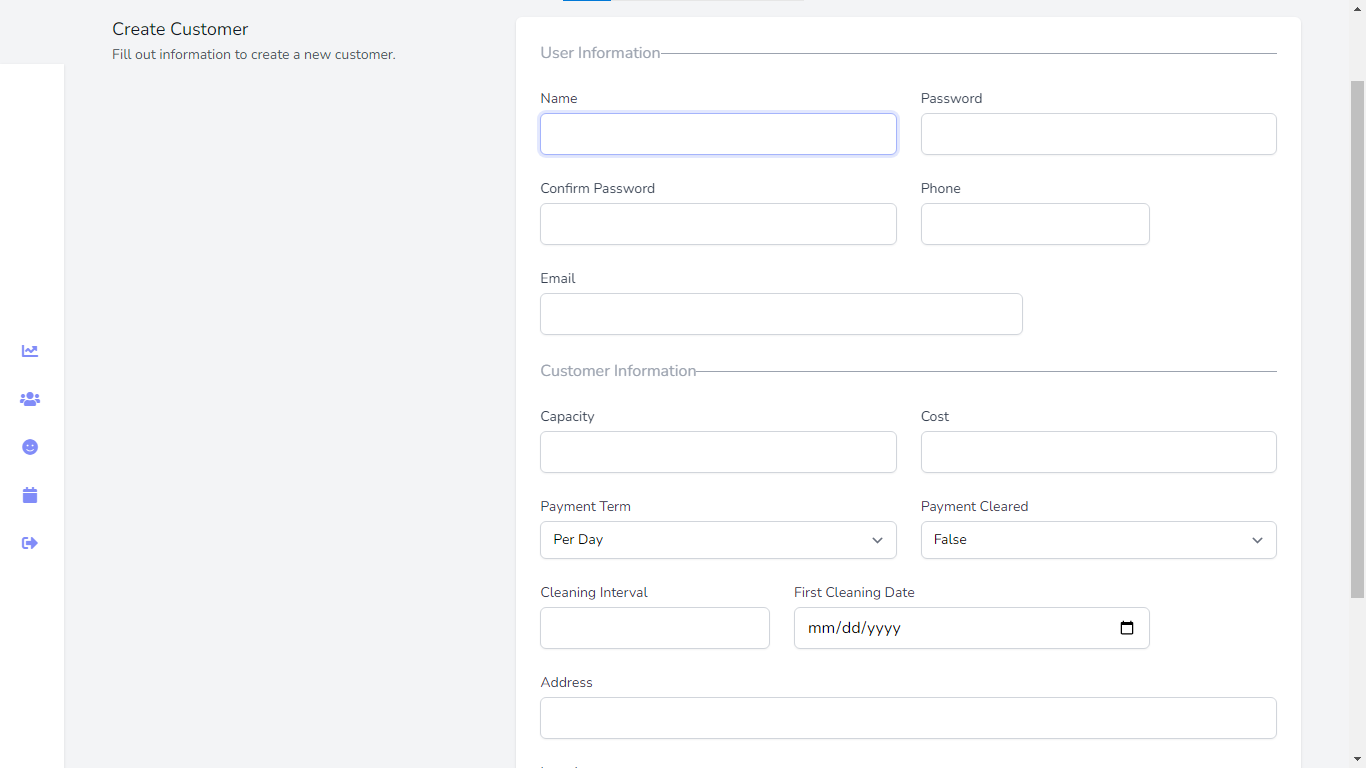 Create Customer
Fill out information to create a new customer.
User Information
Name
Password
Confirm Password
Phone
Email
Customer Information
Capacity
Cost
Payment Term
Payment Cleared
Per Day
False
Cleaning Interval
First Cleaning Date
mm/dd/yyyy
Address